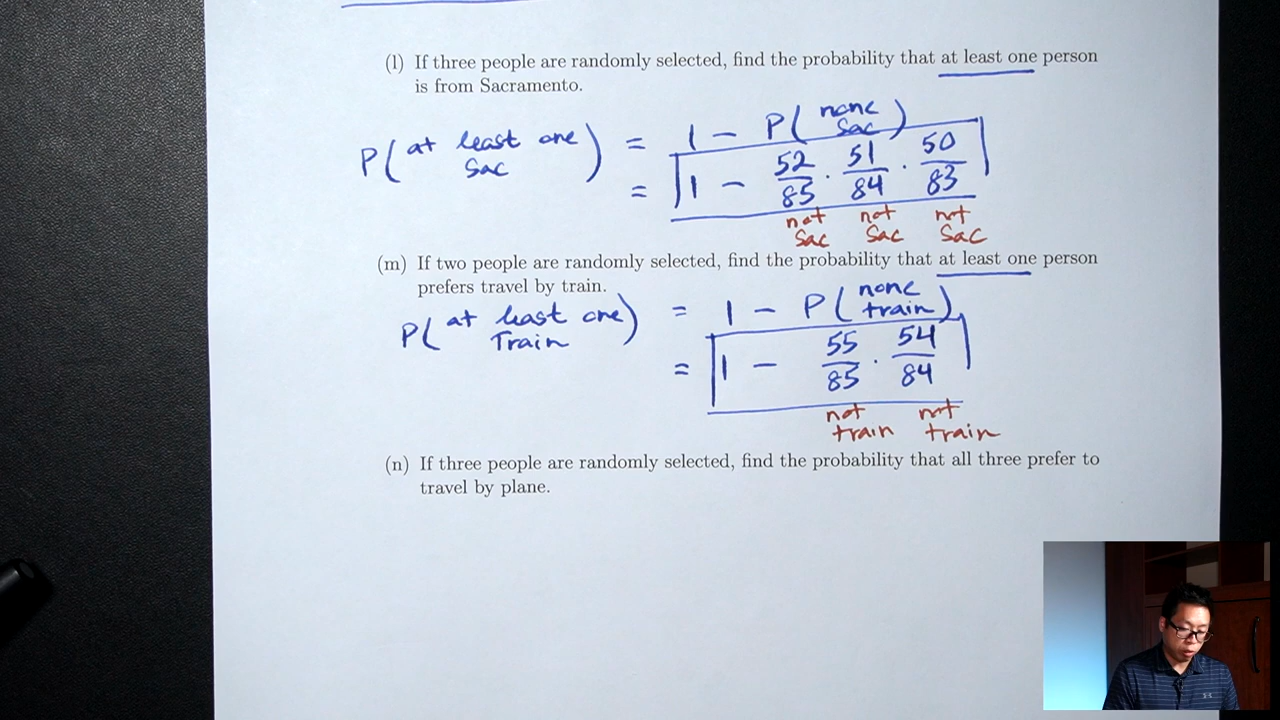 (l) If three people are randomly selected, find the probability that at least one person
is from Sacramento.
P( at least one Sac ) = 1 - P( none Sac )
= 1 - 52/85 · 51/84 · 50/83
not Sac not Sac not Sac
(m) If two people are randomly selected, find the probability that at least one person
prefers travel by train.
P( at least one Train ) = 1 - P( none train )
= 1 - 55/85 · 54/84
not train not train
(n) If three people are randomly selected, find the probability that all three prefer to
travel by plane.